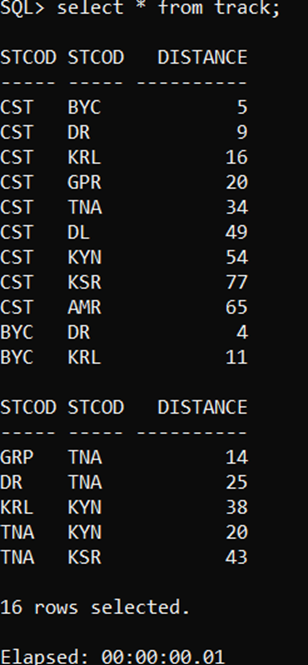 SQL> select * from track;
STCOD STCOD   DISTANCE
----- ----- ----------
CST   BYC            5
CST   DR             9
CST   KRL           16
CST   GPR           20
CST   TNA           34
CST   DL            49
CST   KYN           54
CST   KSR           77
CST   AMR           65
BYC   DR             4
BYC   KRL           11
STCOD STCOD   DISTANCE
----- ----- ----------
GRP   TNA           14
DR    TNA           25
KRL   KYN           38
TNA   KYN           20
TNA   KSR           43
16 rows selected.
Elapsed: 00:00:00.01